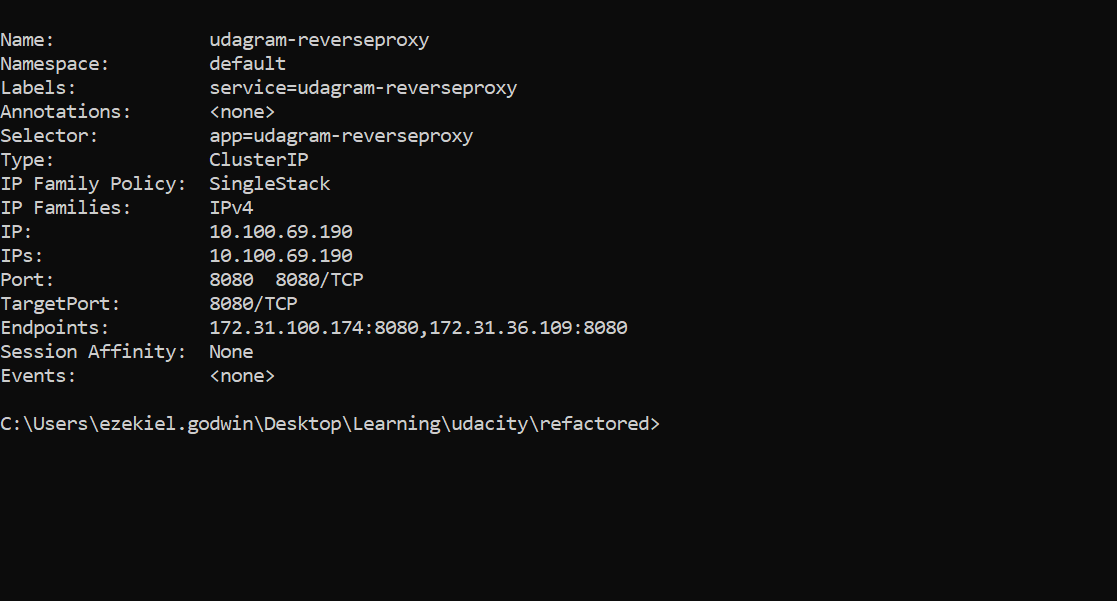 Name:              udagram-reverseproxy
Namespace:         default
Labels:            service=udagram-reverseproxy
Annotations:       <none>
Selector:          app=udagram-reverseproxy
Type:              ClusterIP
IP Family Policy:  SingleStack
IP Families:       IPv4
IP:                10.100.69.190
IPs:               10.100.69.190
Port:              8080  8080/TCP
TargetPort:        8080/TCP
Endpoints:         172.31.100.174:8080,172.31.36.109:8080
Session Affinity:  None
Events:            <none>
C:\Users\ezekiel.godwin\Desktop\Learning\udacity\refactored>